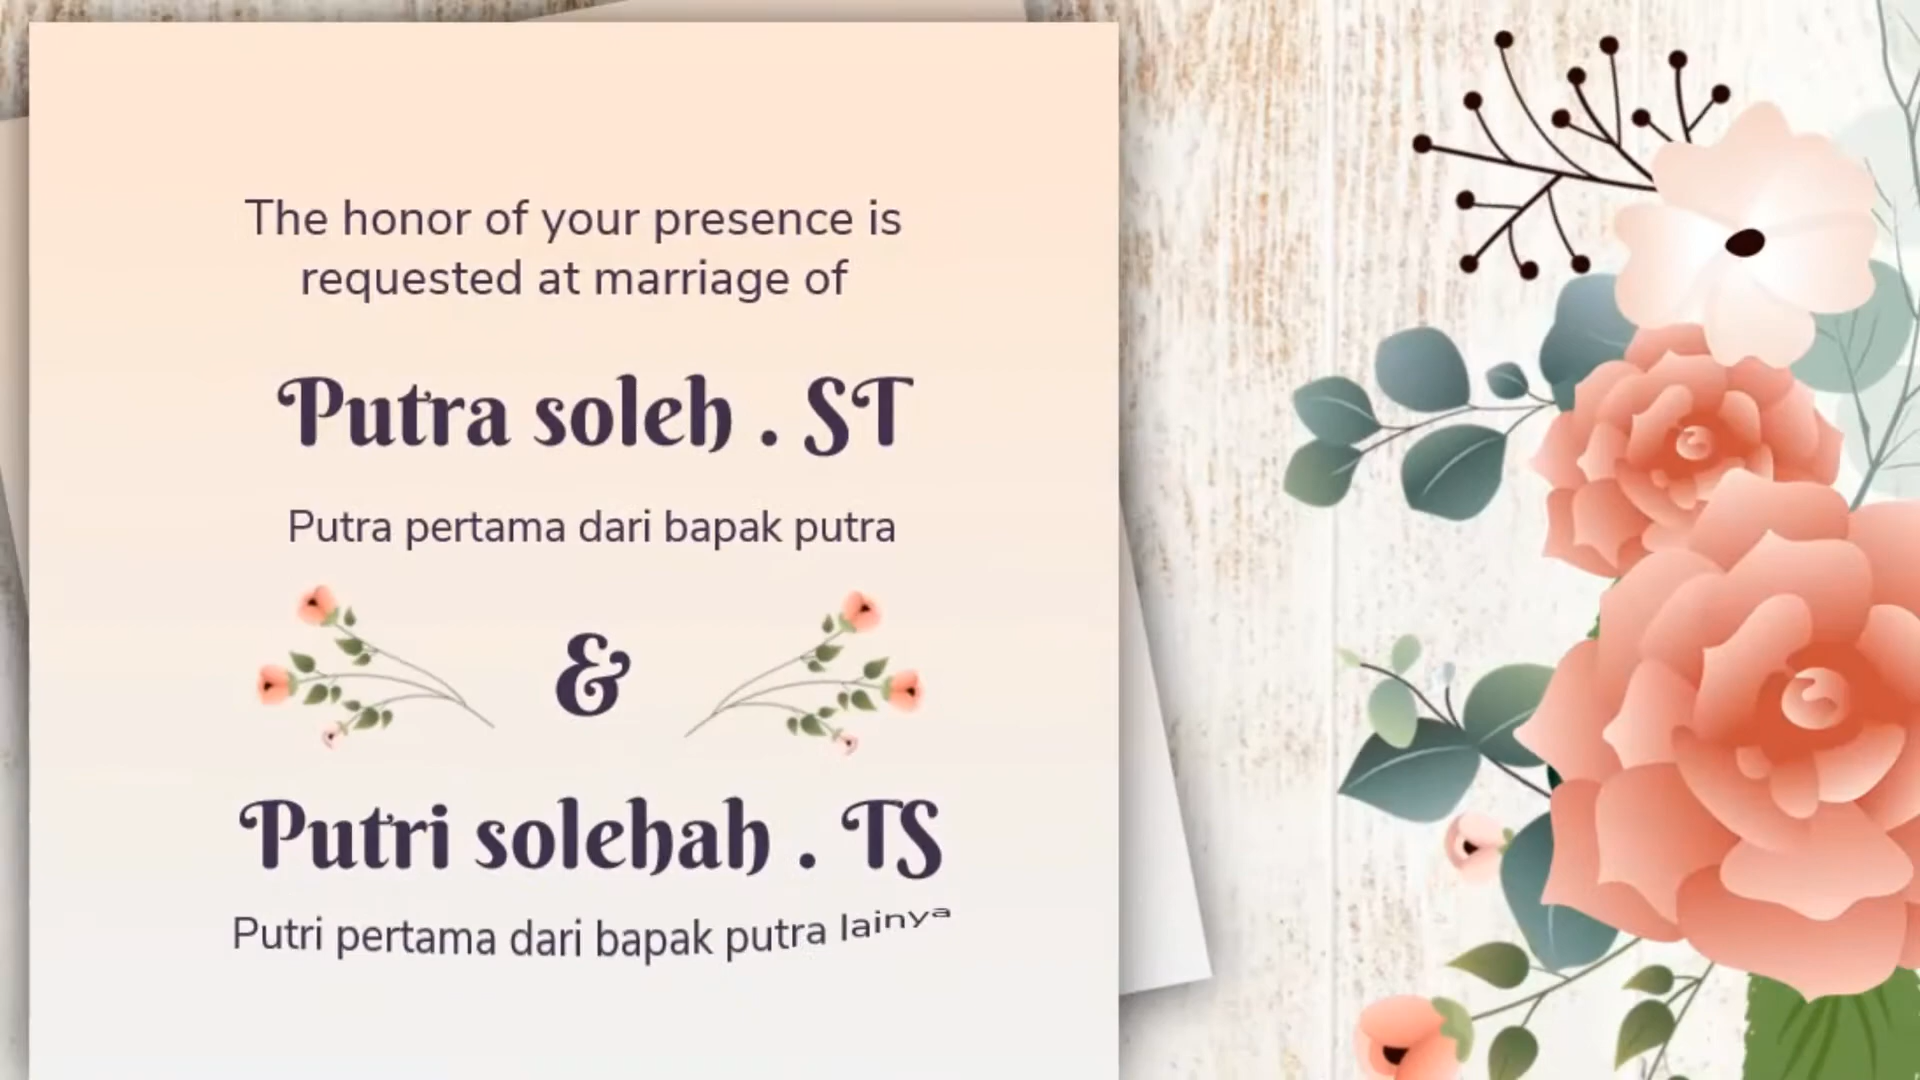 The honor of your presence is
requested at marriage of
Putra soleh . ST
Putra pertama dari bapak putra
&
Putri solehah . TS
Putri pertama dari bapak putra lainya